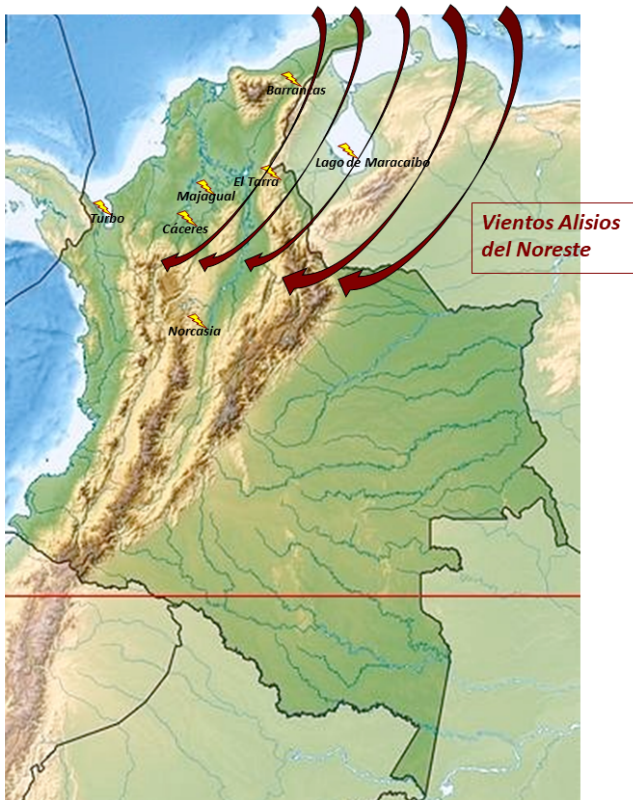 Barrancas
Lago de Maracaibo
El Tarra
Majagual
Turbo
Cáceres
Vientos Alisios
del Noreste
Norcasia